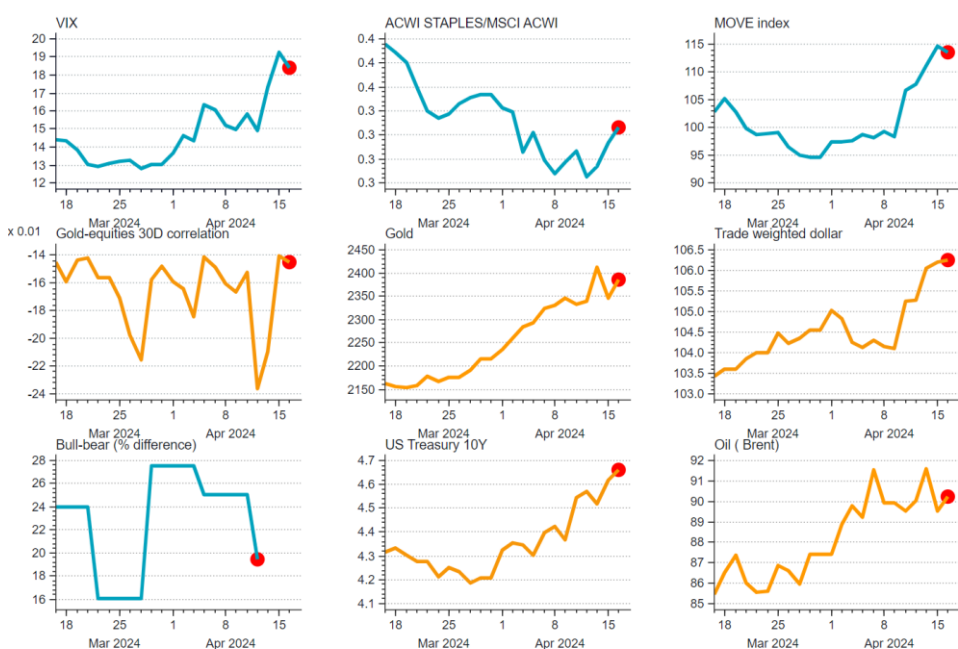 VIX
20
19
18
17
16
15
14
13
12
18 25 1 8 15
Mar 2024 Apr 2024
ACWI STAPLES/MSCI ACWI
0.4
0.4
0.4
0.3
0.3
0.3
0.3
18 25 1 8 15
Mar 2024 Apr 2024
MOVE index
115
110
105
100
95
90
18 25 1 8 15
Mar 2024 Apr 2024
x 0.01
Gold-equities 30D correlation
-14
-16
-18
-20
-22
-24
18 25 1 8 15
Mar 2024 Apr 2024
Gold
2450
2400
2350
2300
2250
2200
2150
18 25 1 8 15
Mar 2024 Apr 2024
Trade weighted dollar
106.5
106.0
105.5
105.0
104.5
104.0
103.5
103.0
18 25 1 8 15
Mar 2024 Apr 2024
Bull-bear (% difference)
28
26
24
22
20
18
16
18 25 1 8 15
Mar 2024 Apr 2024
US Treasury 10Y
4.7
4.6
4.5
4.4
4.3
4.2
4.1
18 25 1 8 15
Mar 2024 Apr 2024
Oil ( Brent)
92
91
90
89
88
87
86
85
18 25 1 8 15
Mar 2024 Apr 2024